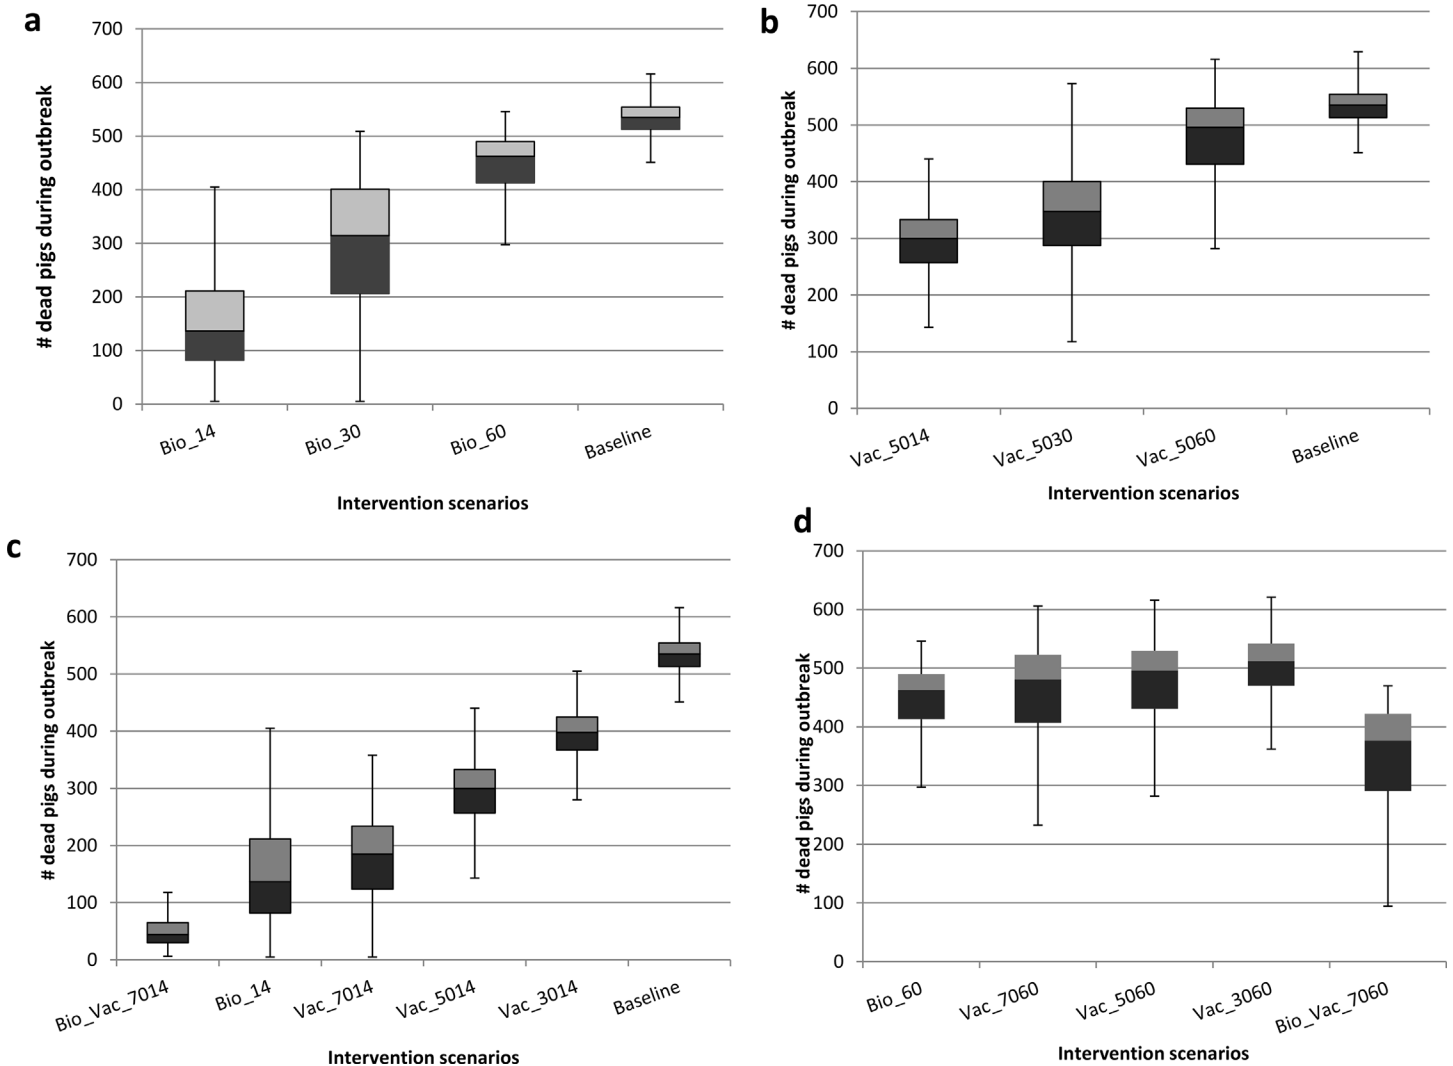 a
# dead pigs during outbreak
700
600
500
400
300
200
100
0
Bio_14
Bio_30
Bio_60
Baseline
Intervention scenarios
b
# dead pigs during outbreak
700
600
500
400
300
200
100
0
Vac_5014
Vac_5030
Vac_5060
Baseline
Intervention scenarios
c
# dead pigs during outbreak
700
600
500
400
300
200
100
0
Bio_Vac_7014
Bio_14
Vac_7014
Vac_5014
Vac_3014
Baseline
Intervention scenarios
d
# dead pigs during outbreak
700
600
500
400
300
200
100
0
Bio_60
Vac_7060
Vac_5060
Vac_3060
Bio_Vac_7060
Intervention scenarios